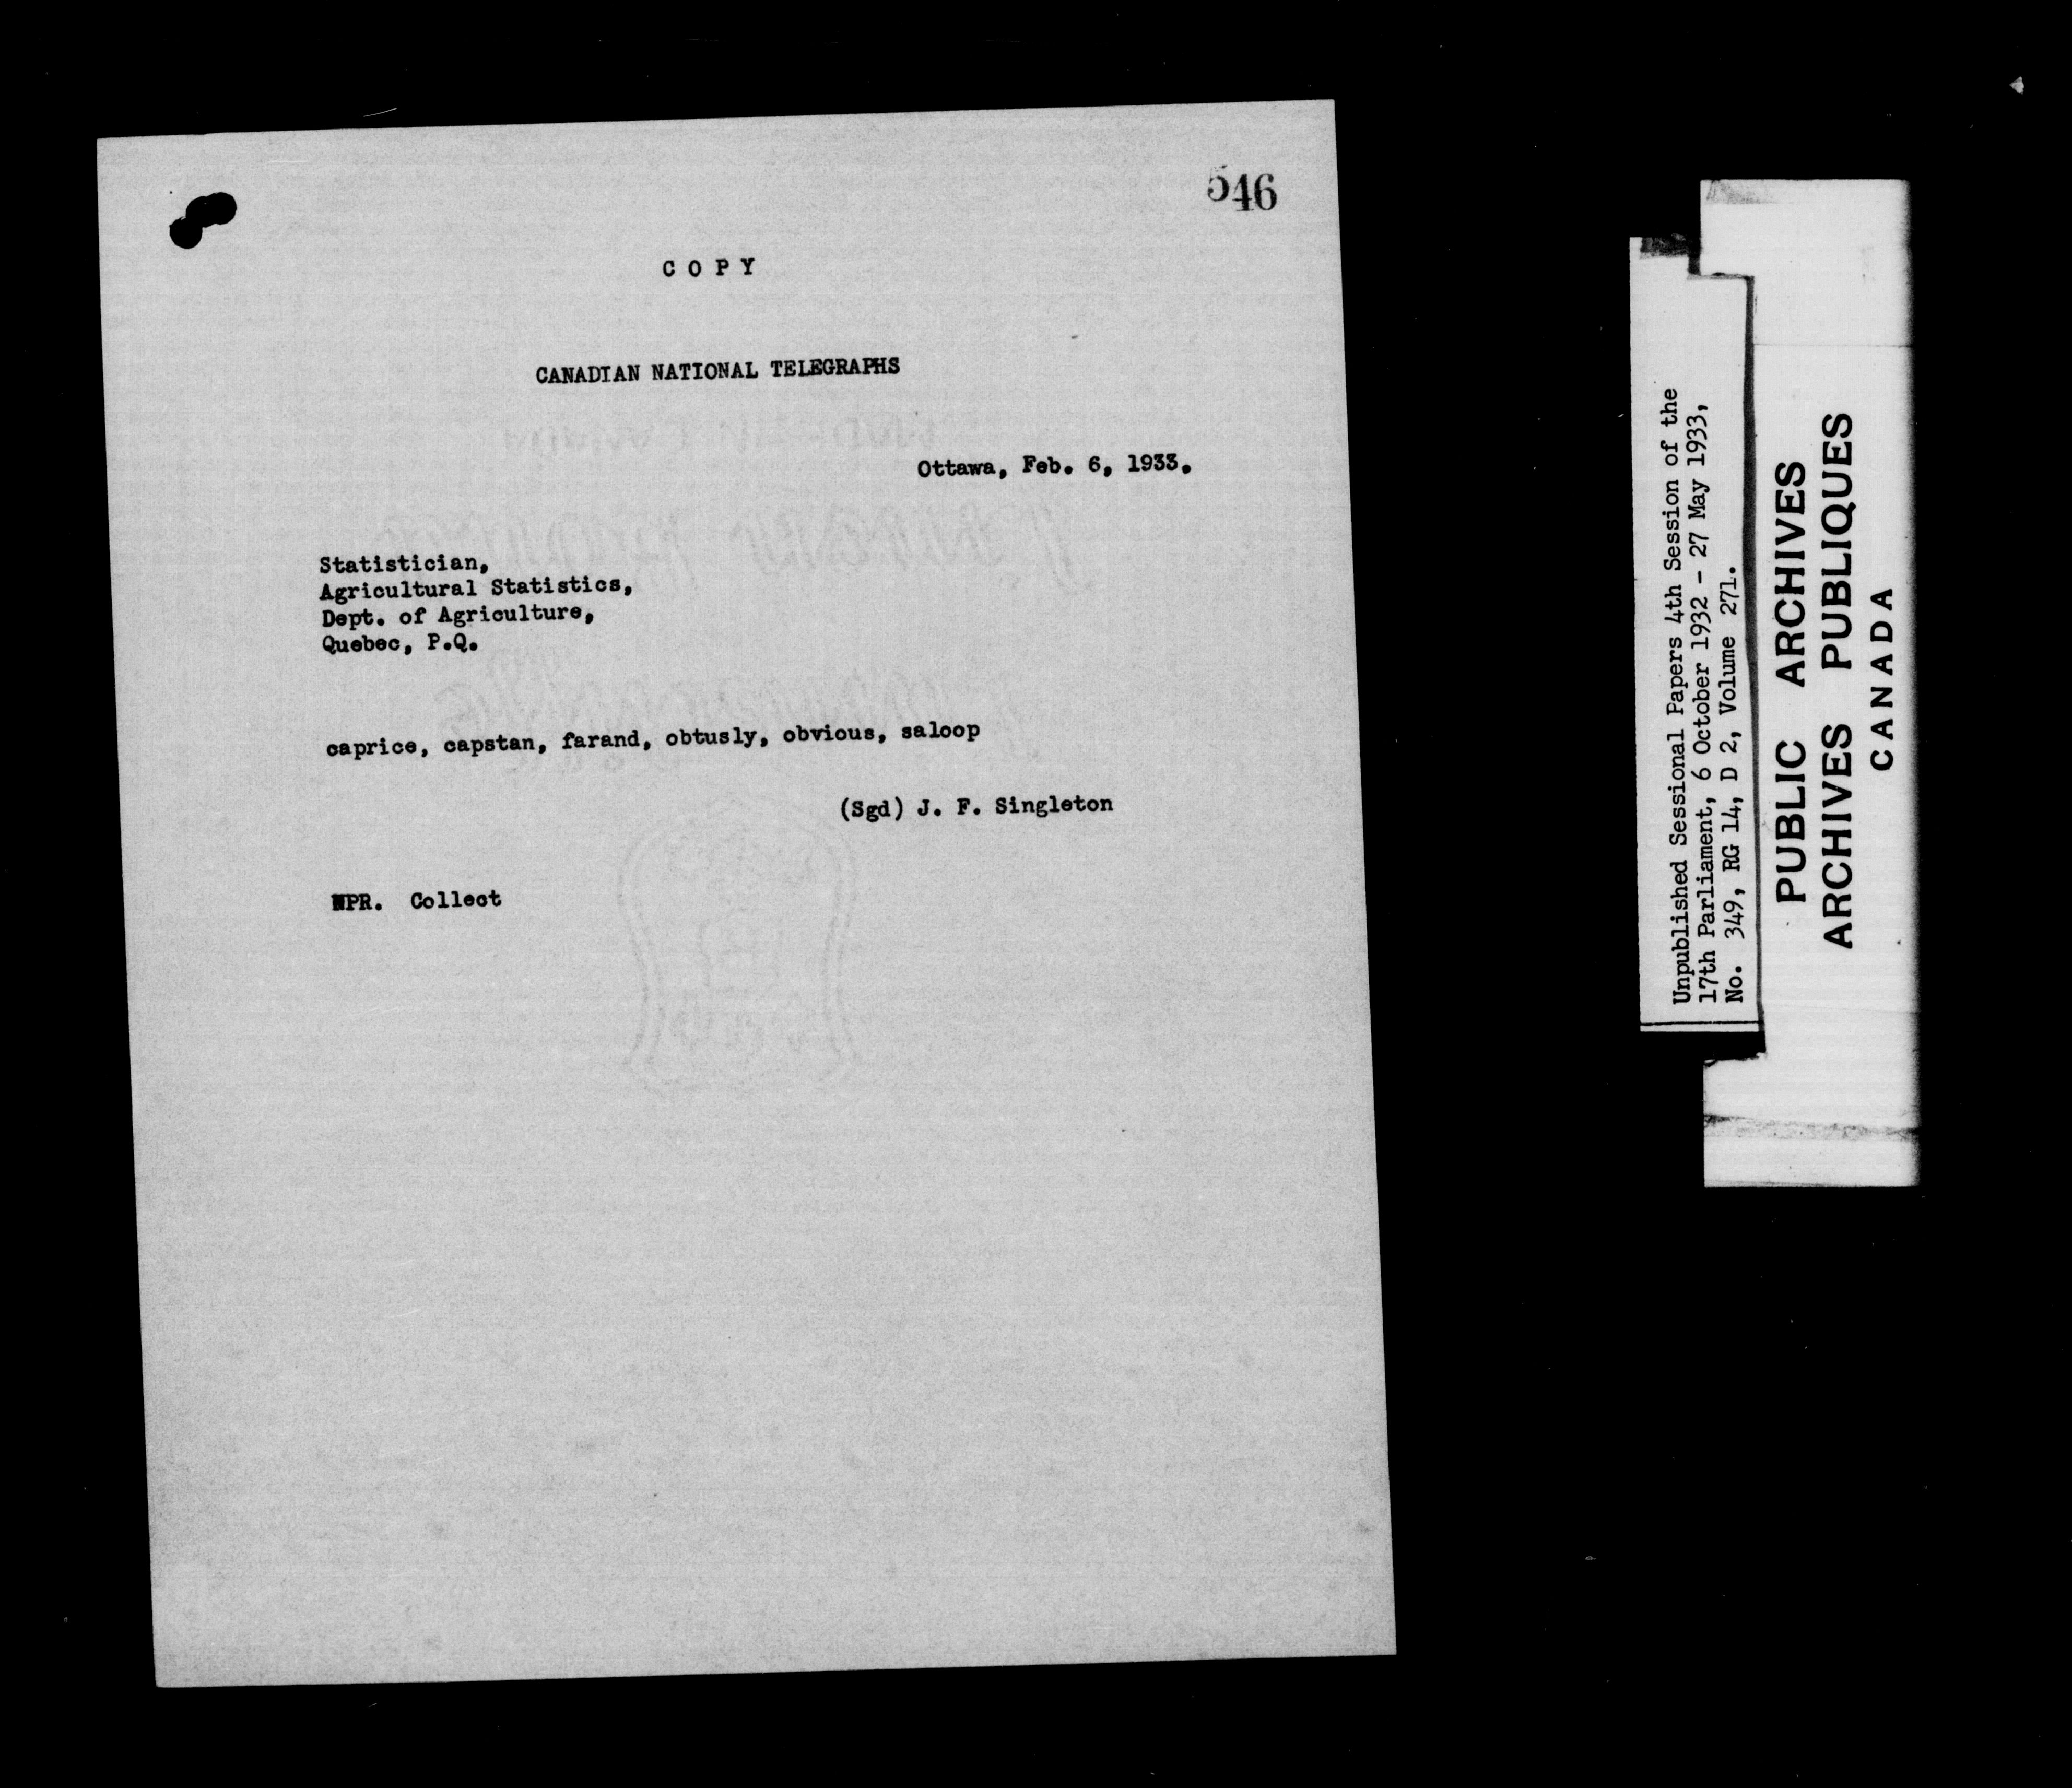 546
COPY
CANADIAN NATIONAL TELEGRAPHS
Ottawa, Feb. 6, 1933.
Statistician,
Agricultural Statistics,
Dept. of Agriculture,
Quebec, P.Q.
caprice, capstan, farand, obtusly, obvious, saloop
(Sgd) J. F. Singleton
NPR. Collect
Unpublished Sessional Papers 4th Session of the
17th Parliament, 6 October 1932 - 27 May 1933,
No. 349, RG 14, D 2, Volume 271.
PUBLIC ARCHIVES
ARCHIVES PUBLIQUES
CANADA